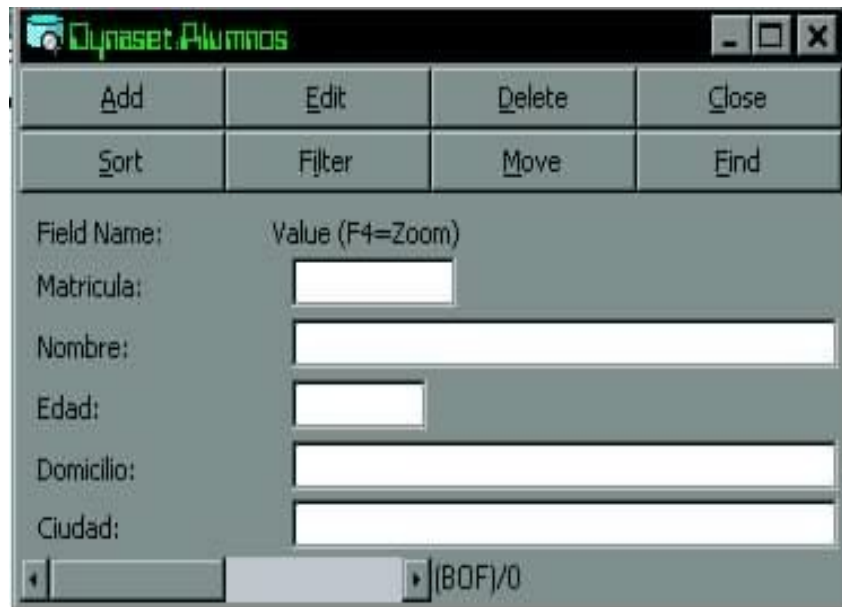 Dynaset:Alumnos
Add Edit Delete Close
Sort Filter Move Find
Field Name: Value (F4=Zoom)
Matricula:
Nombre:
Edad:
Domicilio:
Ciudad:
(BOF)/0